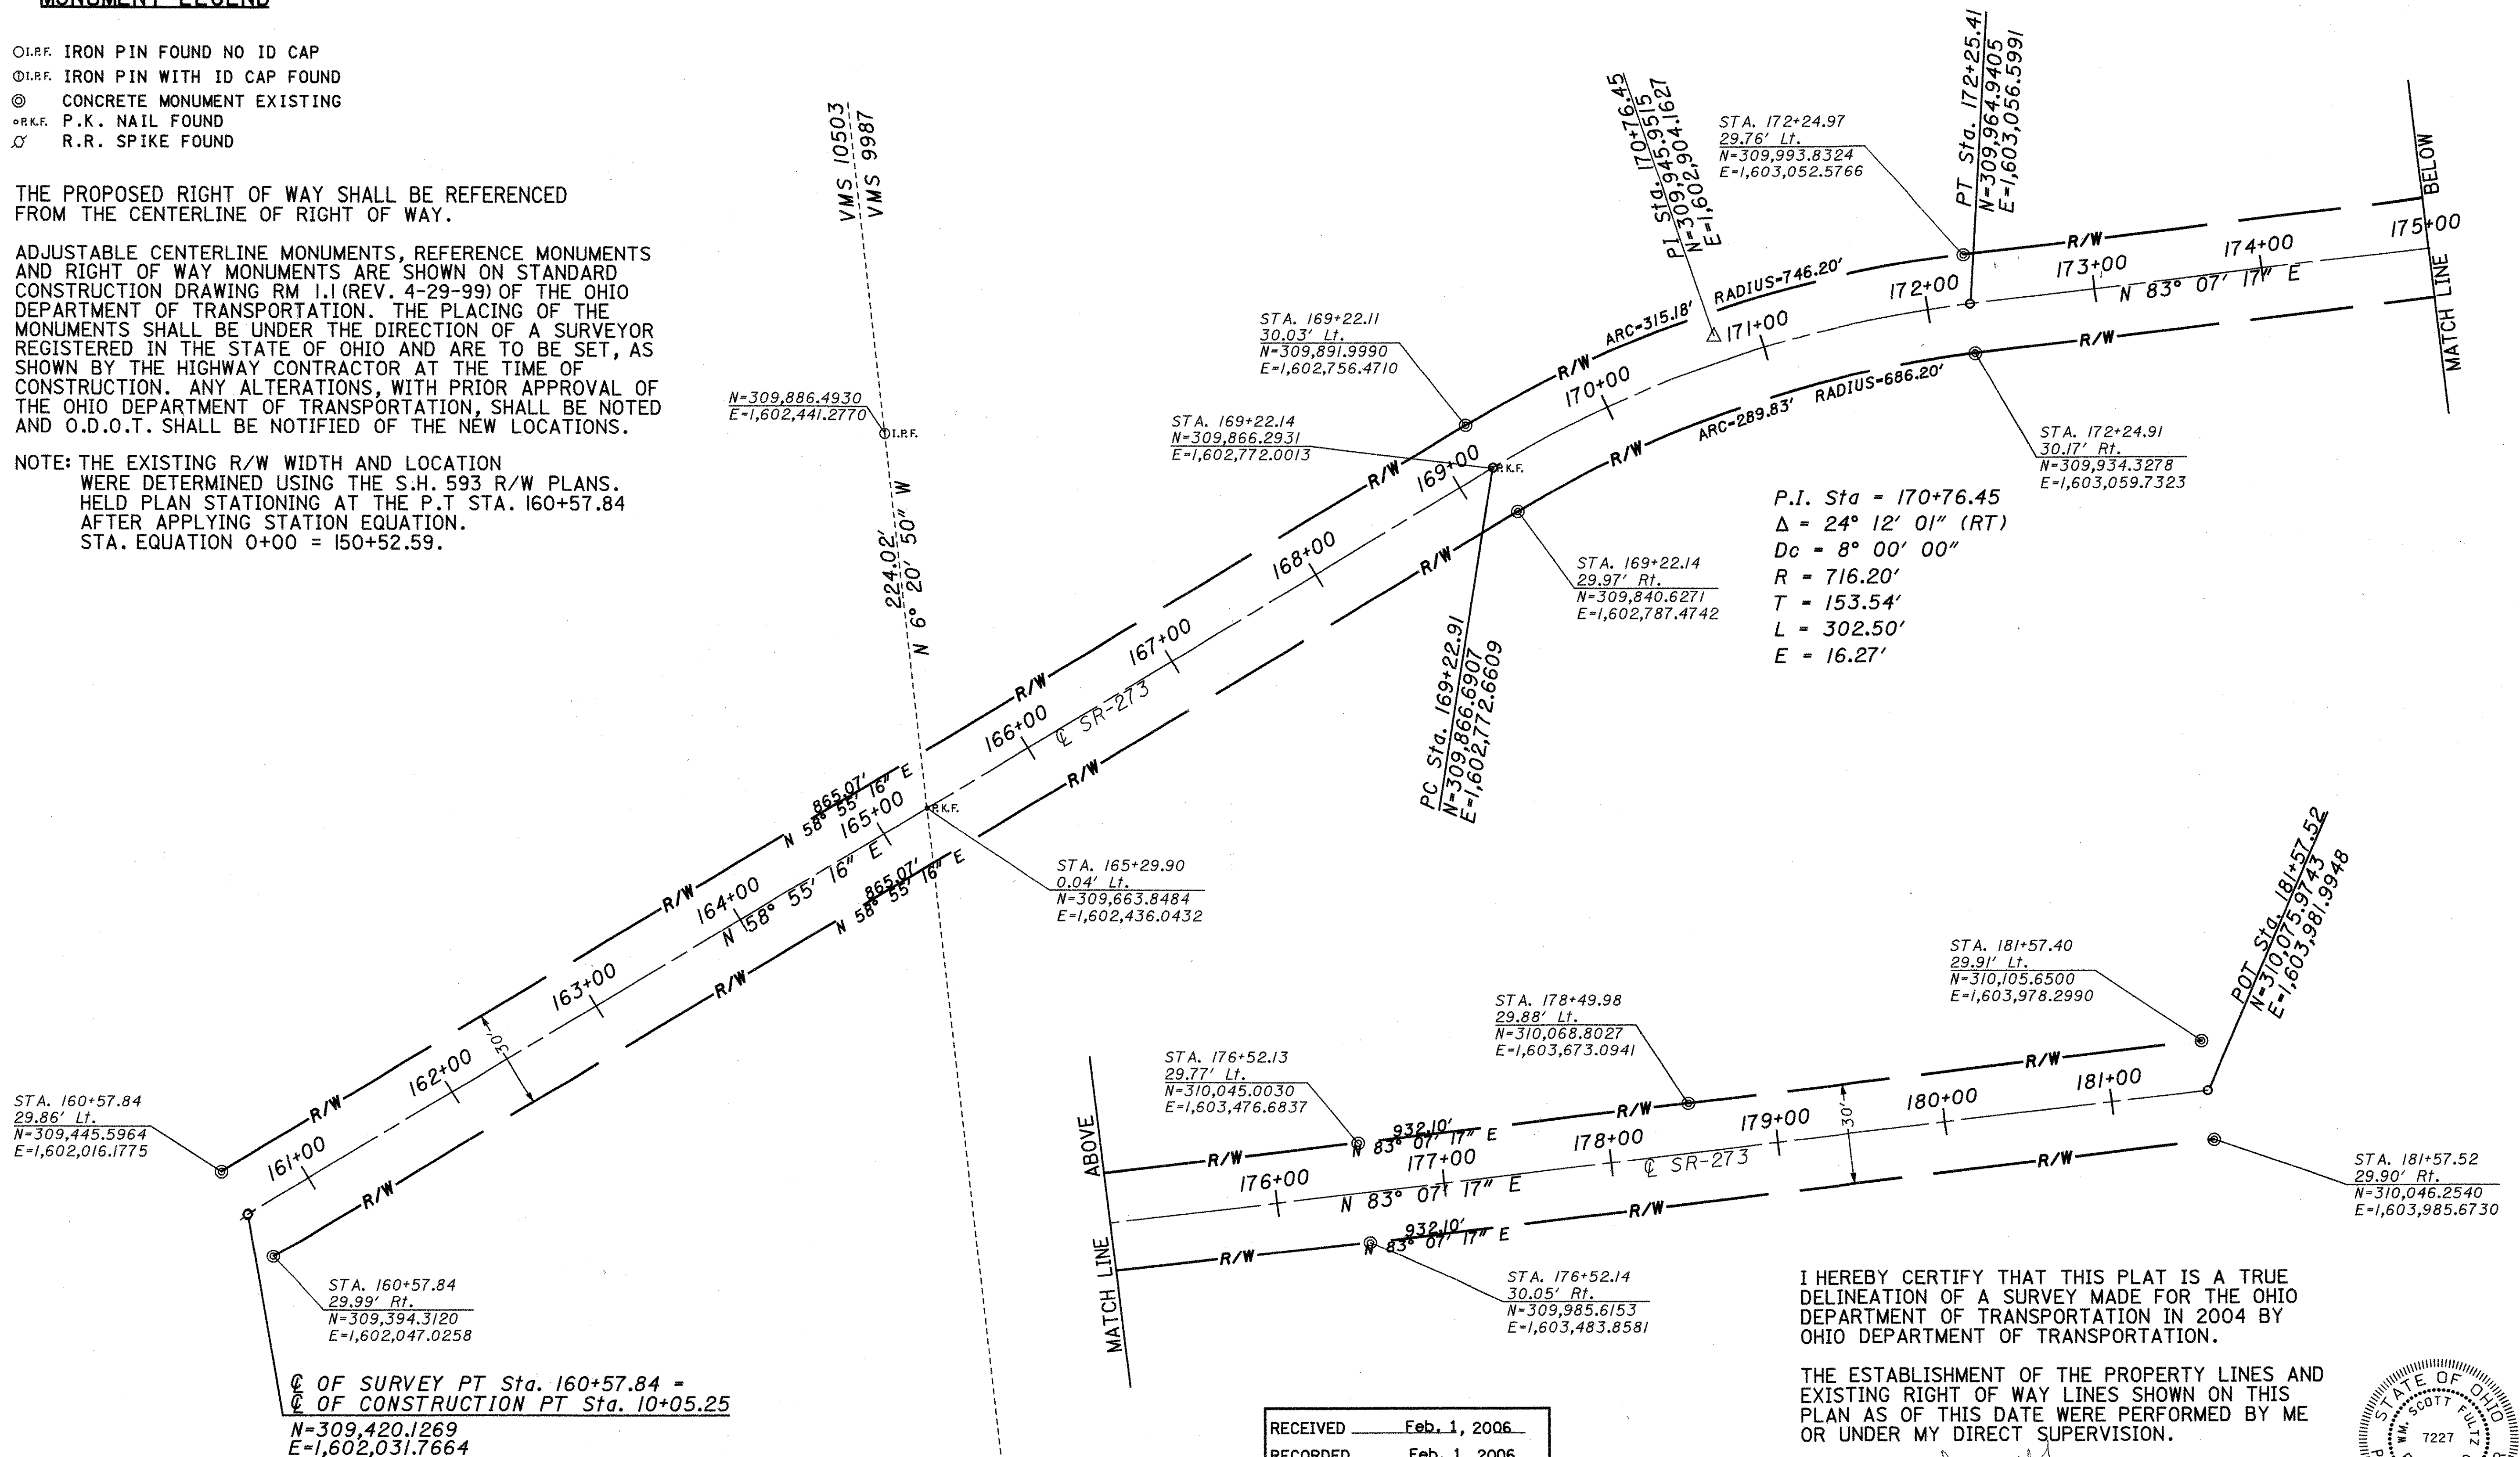 MONUMENT LEGEND
I.P.F. IRON PIN FOUND NO ID CAP
I.P.F. IRON PIN WITH ID CAP FOUND
CONCRETE MONUMENT EXISTING
P.K.F. P.K. NAIL FOUND
R.R. SPIKE FOUND
THE PROPOSED RIGHT OF WAY SHALL BE REFERENCED
FROM THE CENTERLINE OF RIGHT OF WAY.
ADJUSTABLE CENTERLINE MONUMENTS, REFERENCE MONUMENTS
AND RIGHT OF WAY MONUMENTS ARE SHOWN ON STANDARD
CONSTRUCTION DRAWING RM 1.1 (REV. 4-29-99) OF THE OHIO
DEPARTMENT OF TRANSPORTATION. THE PLACING OF THE
MONUMENTS SHALL BE UNDER THE DIRECTION OF A SURVEYOR
REGISTERED IN THE STATE OF OHIO AND ARE TO BE SET, AS
SHOWN BY THE HIGHWAY CONTRACTOR AT THE TIME OF
CONSTRUCTION. ANY ALTERATIONS, WITH PRIOR APPROVAL OF
THE OHIO DEPARTMENT OF TRANSPORTATION, SHALL BE NOTED
AND O.D.O.T. SHALL BE NOTIFIED OF THE NEW LOCATIONS.
NOTE: THE EXISTING R/W WIDTH AND LOCATION
WERE DETERMINED USING THE S.H. 593 R/W PLANS.
HELD PLAN STATIONING AT THE P.T STA. 160+57.84
AFTER APPLYING STATION EQUATION.
STA. EQUATION 0+00 = 150+52.59.
VMS 10503
VMS 9987
N=309,886.4930
E=1,602,441.2770
I.P.F.
224.02'
N 6° 20' 50" W
STA. 169+22.11
30.03' Lt.
N=309,891.9990
E=1,602,756.4710
STA. 169+22.14
N=309,866.2931
E=1,602,772.0013
PI Sta. 170+76.45
N=309,945.9515
E=1,602,904.1627
STA. 172+24.97
29.76' Lt.
N=309,993.8324
E=1,603,052.5766
PT Sta. 172+25.41
N=309,964.9405
E=1,603,056.5991
BELOW
MATCH LINE
175+00
174+00
173+00
172+00
171+00
170+00
169+00
168+00
167+00
166+00
165+00
164+00
163+00
162+00
161+00
R/W
R/W
N 83° 07' 17" E
ARC=315.18'
RADIUS=746.20'
ARC=289.83'
RADIUS=686.20'
R/W
R/W
R/W
R/W
P.K.F.
R/W
STA. 172+24.91
30.17' Rt.
N=309,934.3278
E=1,603,059.7323
P.I. Sta = 170+76.45
Δ = 24° 12' 01" (RT)
Dc = 8° 00' 00"
R = 716.20'
T = 153.54'
L = 302.50'
E = 16.27'
STA. 169+22.14
29.97' Rt.
N=309,840.6271
E=1,602,787.4742
PC Sta. 169+22.91
N=309,866.6907
E=1,602,772.6609
℄ SR-273
R/W
R/W
865.07'
N 58° 55' 16" E
P.K.F.
N 58° 55' 16" E
865.07'
N 58° 55' 16" E
R/W
R/W
STA. 165+29.90
0.04' Lt.
N=309,663.8484
E=1,602,436.0432
30'
R/W
R/W
STA. 160+57.84
29.86' Lt.
N=309,445.5964
E=1,602,016.1775
STA. 160+57.84
29.99' Rt.
N=309,394.3120
E=1,602,047.0258
℄ OF SURVEY PT Sta. 160+57.84 =
℄ OF CONSTRUCTION PT Sta. 10+05.25
N=309,420.1269
E=1,602,031.7664
ABOVE
MATCH LINE
STA. 176+52.13
29.77' Lt.
N=310,045.0030
E=1,603,476.6837
STA. 178+49.98
29.88' Lt.
N=310,068.8027
E=1,603,673.0941
STA. 181+57.40
29.91' Lt.
N=310,105.6500
E=1,603,978.2990
POT Sta. 181+57.52
N=310,075.9743
E=1,603,981.9948
R/W
932.10'
N 83° 07' 17" E
R/W
R/W
176+00
177+00
178+00
179+00
180+00
181+00
N 83° 07' 17" E
℄ SR-273
30'
R/W
932.10'
N 83° 07' 17" E
R/W
R/W
STA. 176+52.14
30.05' Rt.
N=309,985.6153
E=1,603,483.8581
STA. 181+57.52
29.90' Rt.
N=310,046.2540
E=1,603,985.6730
I HEREBY CERTIFY THAT THIS PLAT IS A TRUE
DELINEATION OF A SURVEY MADE FOR THE OHIO
DEPARTMENT OF TRANSPORTATION IN 2004 BY
OHIO DEPARTMENT OF TRANSPORTATION.
THE ESTABLISHMENT OF THE PROPERTY LINES AND
EXISTING RIGHT OF WAY LINES SHOWN ON THIS
PLAN AS OF THIS DATE WERE PERFORMED BY ME
OR UNDER MY DIRECT SUPERVISION.
RECEIVED Feb. 1, 2006
RECORDED Feb. 1, 2006
STATE OF OHIO
WM. SCOTT FULTZ
7227